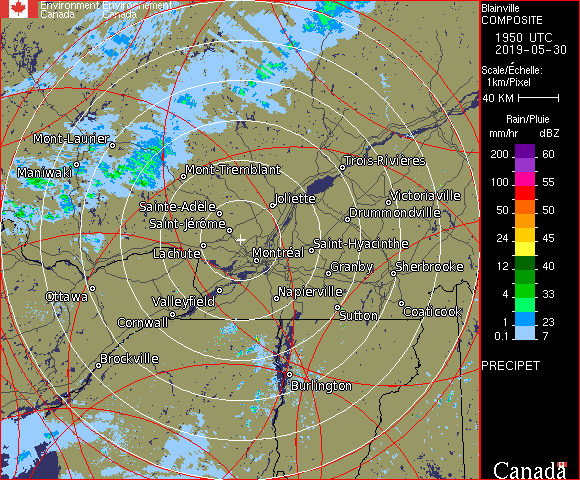 Environment Environnement
Canada Canada
Blainville
COMPOSITE
1950 UTC
2019-05-30
Scale/Échelle:
1km/Pixel
40 KM
Rain/Pluie
mm/hr dBZ
200 60
100 55
50 50
24 45
12 40
4 33
1 23
0.1 7
PRECIPET
Mont-Laurier
Maniwaki
Mont-Tremblant
Trois-Rivières
Joliette
Victoriaville
Sainte-Adèle
Drummondville
Saint-Jérôme
Saint-Hyacinthe
Lachute
Montréal
Granby
Sherbrooke
Ottawa
Valleyfield
Napierville
Cornwall
Sutton
Coaticook
Brockville
Burlington
Canada